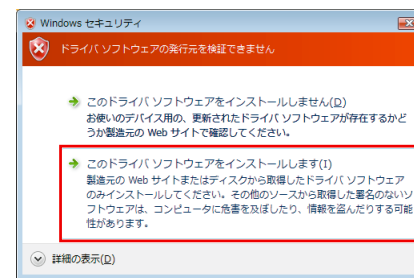 Windows セキュリティ
ドライバ ソフトウェアの発行元を検証できません
このドライバ ソフトウェアをインストールしません(D)
お使いのデバイス用の、更新されたドライバ ソフトウェアが存在するかど
うか製造元の Web サイトで確認してください。
このドライバ ソフトウェアをインストールします(I)
製造元の Web サイトまたはディスクから取得したドライバ ソフトウェア
のみインストールしてください。その他のソースから取得した署名のないソ
フトウェアは、コンピュータに危害を及ぼしたり、情報を盗んだりする可能
性があります。
詳細の表示(D)